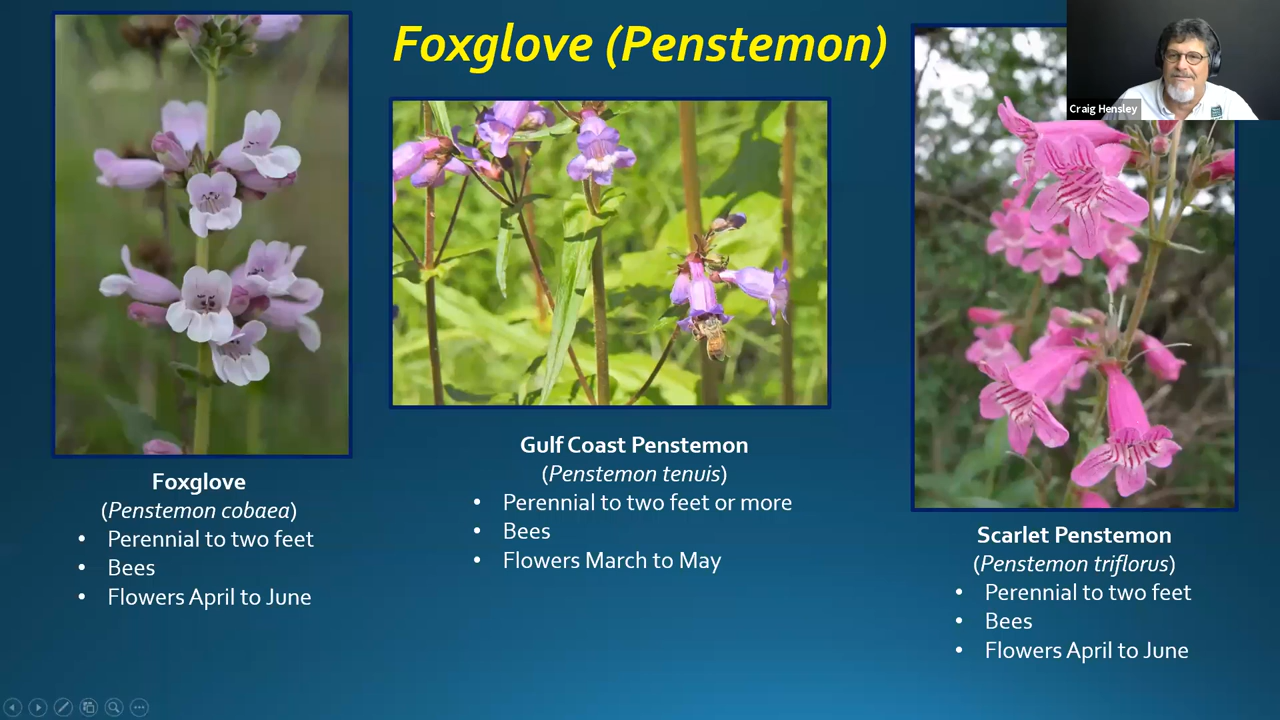 Foxglove (Penstemon)
Craig Hensley
Foxglove
(Penstemon cobaea)
• Perennial to two feet
• Bees
• Flowers April to June
Gulf Coast Penstemon
(Penstemon tenuis)
• Perennial to two feet or more
• Bees
• Flowers March to May
Scarlet Penstemon
(Penstemon triflorus)
• Perennial to two feet
• Bees
• Flowers April to June